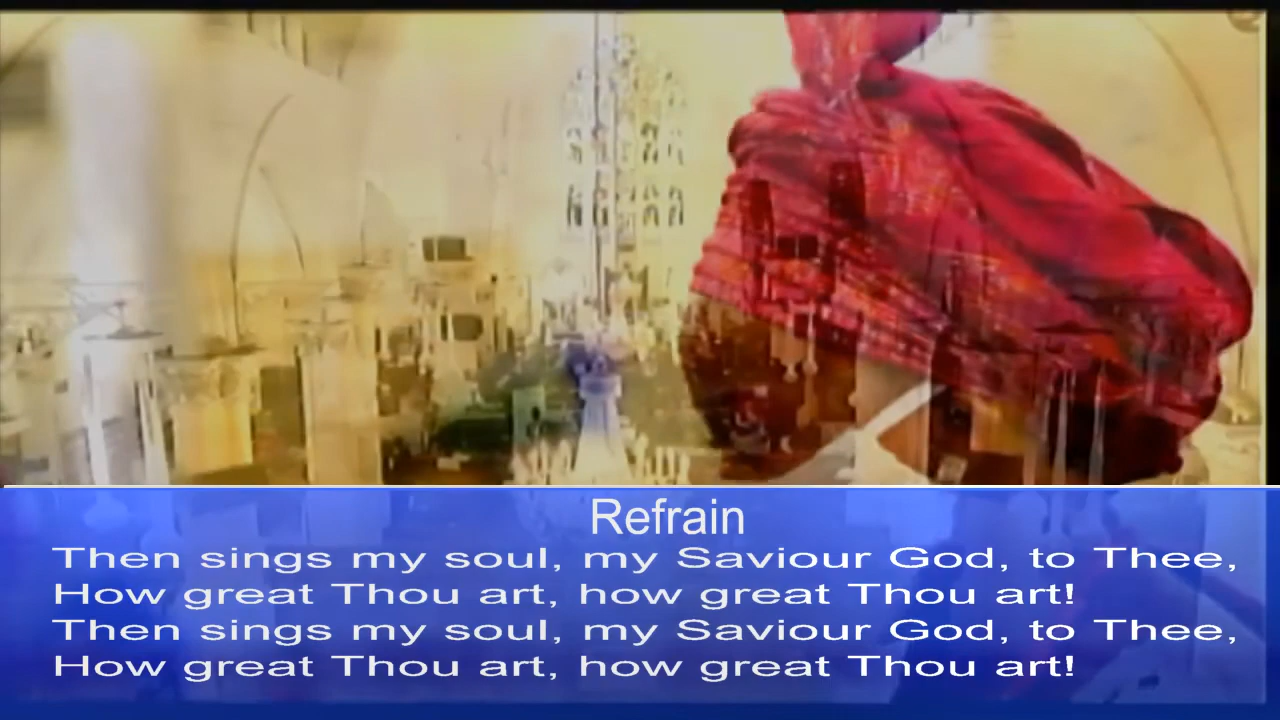 Refrain
Then sings my soul, my Saviour God, to Thee,
How great Thou art, how great Thou art!
Then sings my soul, my Saviour God, to Thee,
How great Thou art, how great Thou art!